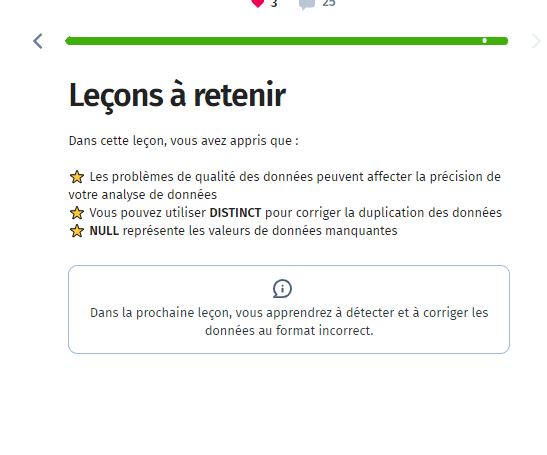 3 25
Leçons à retenir
Dans cette leçon, vous avez appris que :
Les problèmes de qualité des données peuvent affecter la précision de
votre analyse de données
Vous pouvez utiliser DISTINCT pour corriger la duplication des données
NULL représente les valeurs de données manquantes
Dans la prochaine leçon, vous apprendrez à détecter et à corriger les
données au format incorrect.